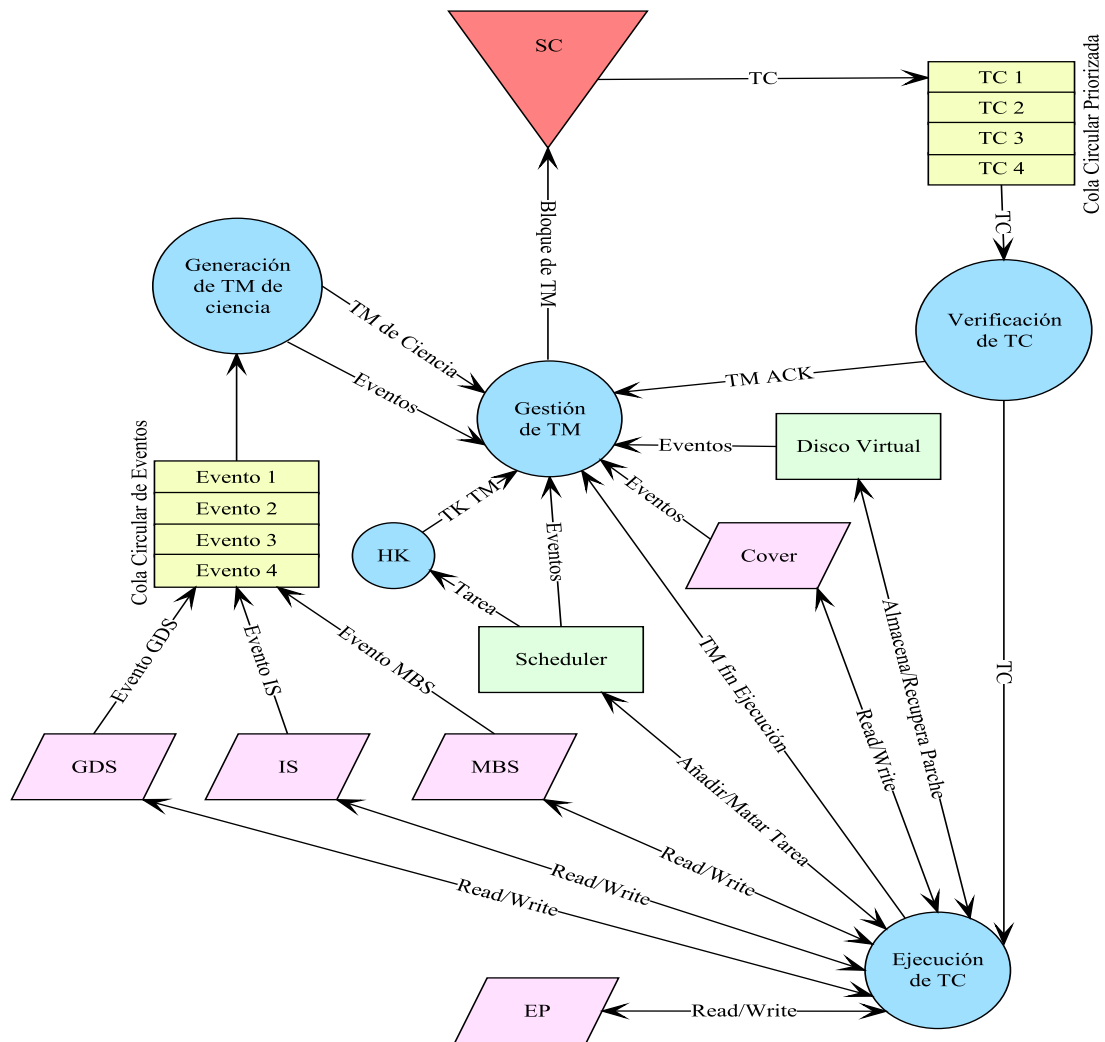 SC
TC
TC 1
TC 2
TC 3
TC 4
Cola Circular Priorizada
TC
Bloque de TM
Generación
de TM de
ciencia
TM de Ciencia
Eventos
Verificación
de TC
TM ACK
Gestión
de TM
Eventos
Disco Virtual
Cola Circular de Eventos
Evento 1
Evento 2
Evento 3
Evento 4
TK TM
HK
Tarea
Eventos
Eventos
Cover
Scheduler
Evento GDS
Evento IS
Evento MBS
TM fin Ejecución
Almacena/Recupera Parche
Read/Write
TC
GDS
IS
MBS
Añadir/Matar Tarea
Read/Write
Read/Write
Read/Write
Ejecución
de TC
EP
Read/Write